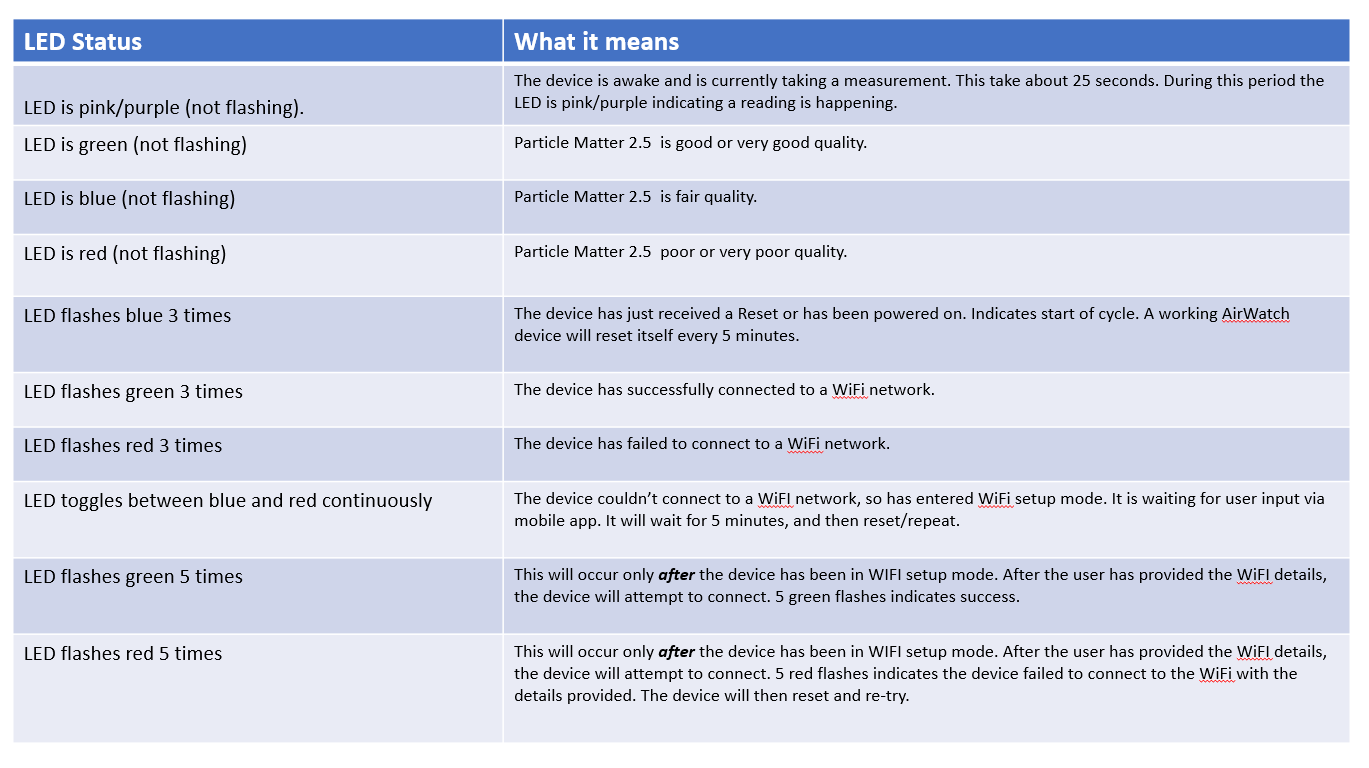 LED Status
What it means
LED is pink/purple (not flashing).
The device is awake and is currently taking a measurement. This take about 25 seconds. During this period the
LED is pink/purple indicating a reading is happening.
LED is green (not flashing)
Particle Matter 2.5  is good or very good quality.
LED is blue (not flashing)
Particle Matter 2.5  is fair quality.
LED is red (not flashing)
Particle Matter 2.5  poor or very poor quality.
LED flashes blue 3 times
The device has just received a Reset or has been powered on. Indicates start of cycle. A working AirWatch
device will reset itself every 5 minutes.
LED flashes green 3 times
The device has successfully connected to a WiFi network.
LED flashes red 3 times
The device has failed to connect to a WiFi network.
LED toggles between blue and red continuously
The device couldn’t connect to a WiFI network, so has entered WiFi setup mode. It is waiting for user input via
mobile app. It will wait for 5 minutes, and then reset/repeat.
LED flashes green 5 times
This will occur only after the device has been in WIFI setup mode. After the user has provided the WiFI details,
the device will attempt to connect. 5 green flashes indicates success.
LED flashes red 5 times
This will occur only after the device has been in WIFI setup mode. After the user has provided the WiFI details,
the device will attempt to connect. 5 red flashes indicates the device failed to connect to the WiFi with the
details provided. The device will then reset and re-try.